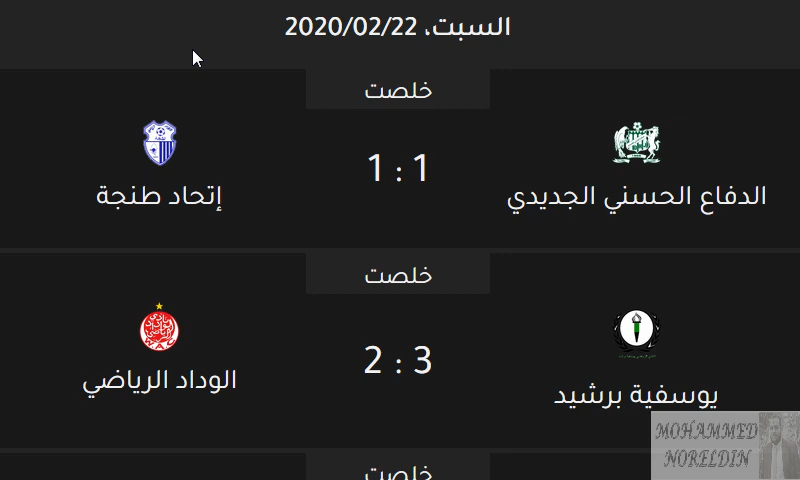 السبت، 2020/02/22
خلصت
الدفاع الحسني الجديدي
1 : 1
إتحاد طنجة
خلصت
يوسفية برشيد
2 : 3
الوداد الرياضي
W.A.C
MOHAMMED
NORELDIN
خلصت